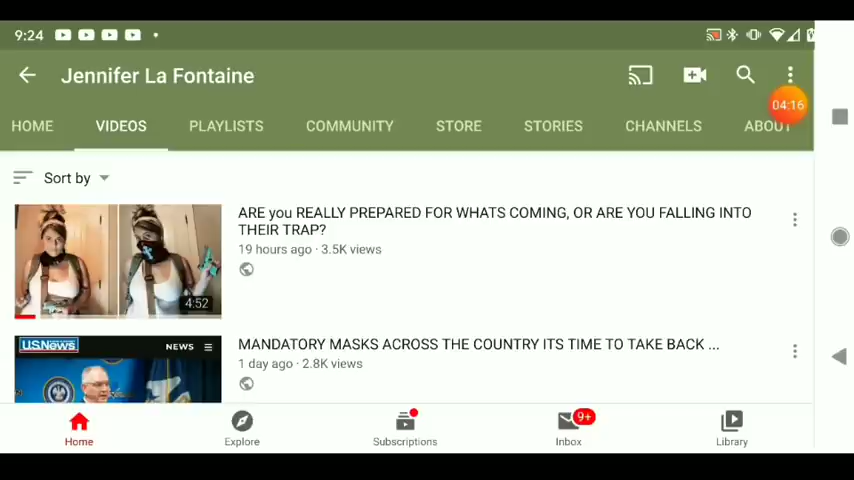 9:24
Jennifer La Fontaine
04:16
HOME VIDEOS PLAYLISTS COMMUNITY STORE STORIES CHANNELS ABOUT
Sort by
ARE you REALLY PREPARED FOR WHATS COMING, OR ARE YOU FALLING INTO
THEIR TRAP?
19 hours ago · 3.5K views
4:52
U.S.News NEWS
MANDATORY MASKS ACROSS THE COUNTRY ITS TIME TO TAKE BACK ...
1 day ago · 2.8K views
9+
Home Explore Subscriptions Inbox Library